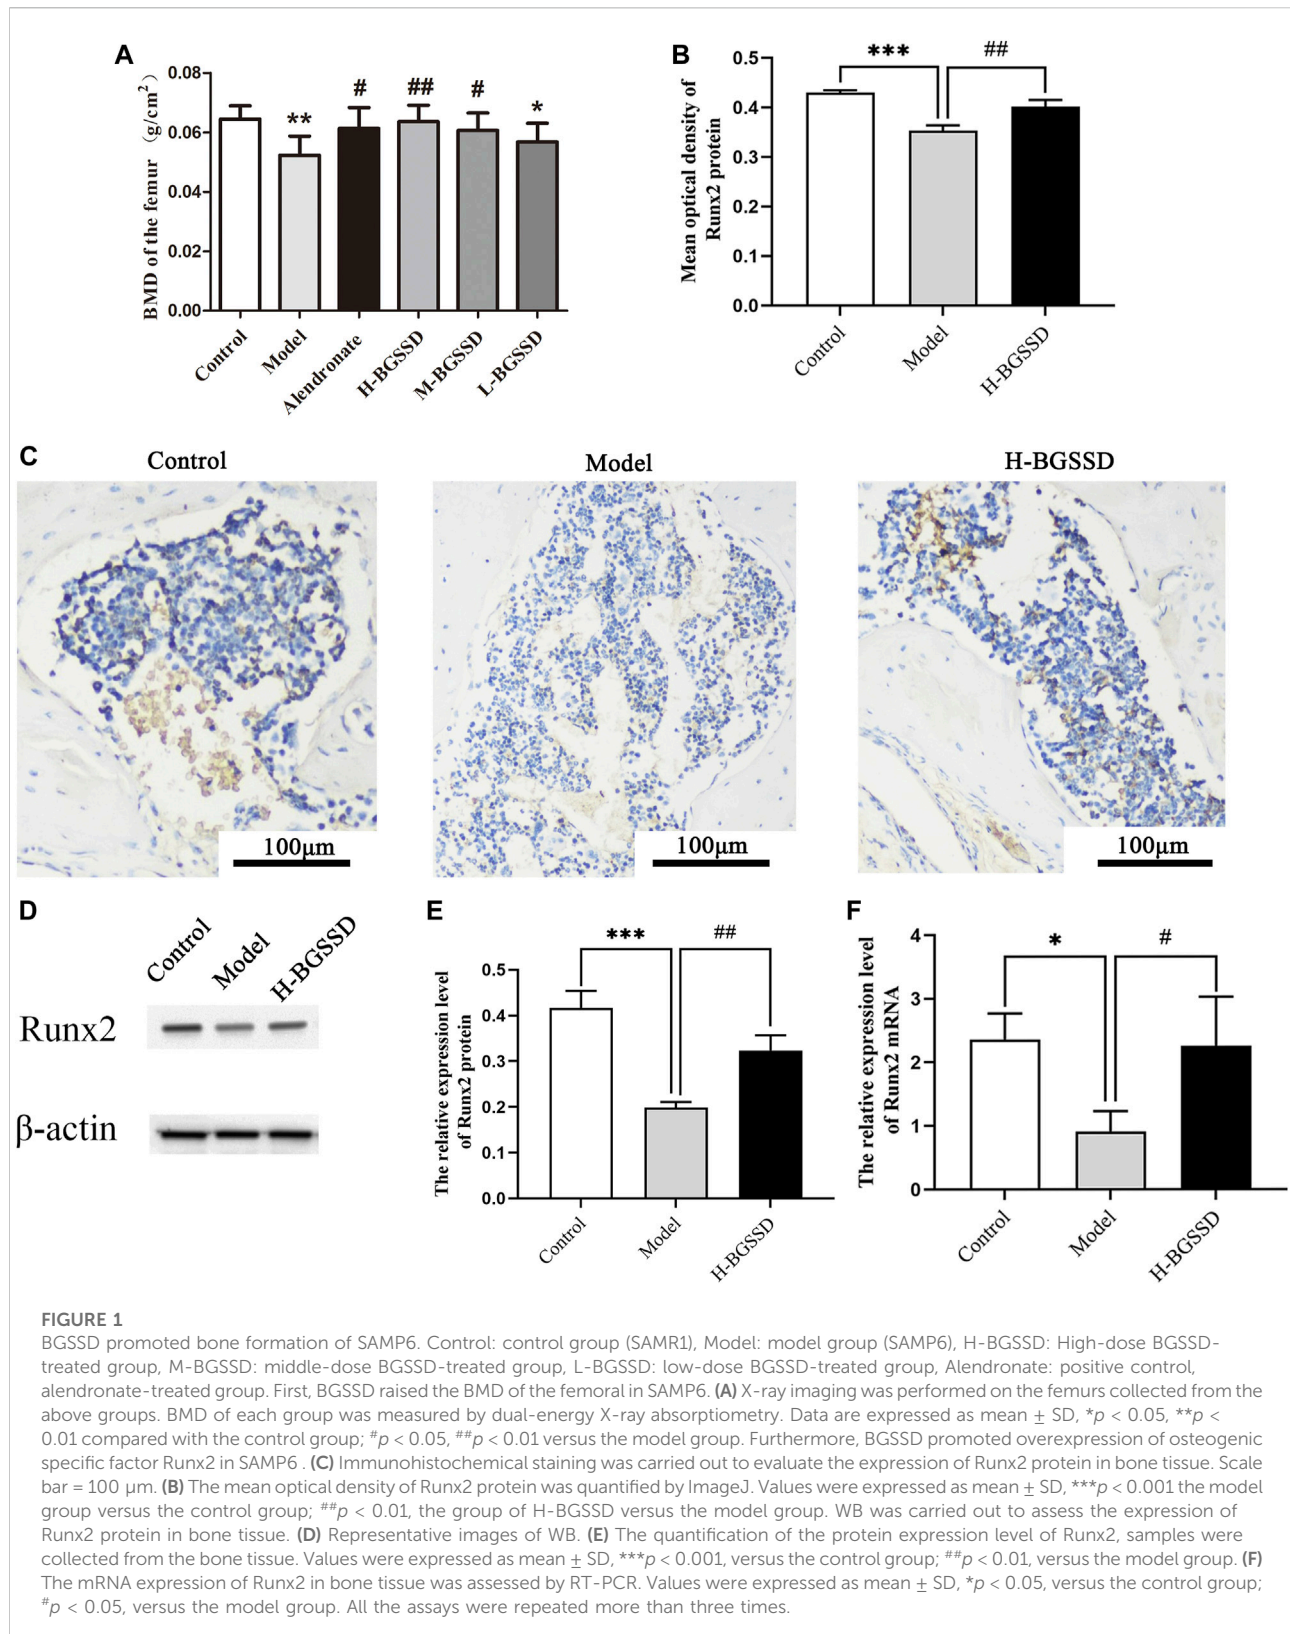 A
BMD of the femur (g/cm²)
0.08
0.06
0.04
0.02
0.00
**
#
##
#
*
Control
Model
Alendronate
H-BGSSD
M-BGSSD
L-BGSSD
B
Mean optical density of
Runx2 protein
0.5
0.4
0.3
0.2
0.1
0.0
***
##
Control
Model
H-BGSSD
C
Control
Model
H-BGSSD
100μm
100μm
100μm
D
Control
Model
H-BGSSD
Runx2
β-actin
E
The relative expression level
of Runx2 protein
0.5
0.4
0.3
0.2
0.1
0.0
***
##
Control
Model
H-BGSSD
F
The relative expression level
of Runx2 mRNA
4
3
2
1
0
*
#
Control
Model
H-BGSSD
FIGURE 1
BGSSD promoted bone formation of SAMP6. Control: control group (SAMR1), Model: model group (SAMP6), H-BGSSD: High-dose BGSSD-
treated group, M-BGSSD: middle-dose BGSSD-treated group, L-BGSSD: low-dose BGSSD-treated group, Alendronate: positive control,
alendronate-treated group. First, BGSSD raised the BMD of the femoral in SAMP6. (A) X-ray imaging was performed on the femurs collected from the
above groups. BMD of each group was measured by dual-energy X-ray absorptiometry. Data are expressed as mean ± SD, *p < 0.05, **p <
0.01 compared with the control group; #p < 0.05, ##p < 0.01 versus the model group. Furthermore, BGSSD promoted overexpression of osteogenic
specific factor Runx2 in SAMP6 . (C) Immunohistochemical staining was carried out to evaluate the expression of Runx2 protein in bone tissue. Scale
bar = 100 μm. (B) The mean optical density of Runx2 protein was quantified by ImageJ. Values were expressed as mean ± SD, ***p < 0.001 the model
group versus the control group; ##p < 0.01, the group of H-BGSSD versus the model group. WB was carried out to assess the expression of
Runx2 protein in bone tissue. (D) Representative images of WB. (E) The quantification of the protein expression level of Runx2, samples were
collected from the bone tissue. Values were expressed as mean ± SD, ***p < 0.001, versus the control group; ##p < 0.01, versus the model group. (F)
The mRNA expression of Runx2 in bone tissue was assessed by RT-PCR. Values were expressed as mean ± SD, *p < 0.05, versus the control group;
#p < 0.05, versus the model group. All the assays were repeated more than three times.